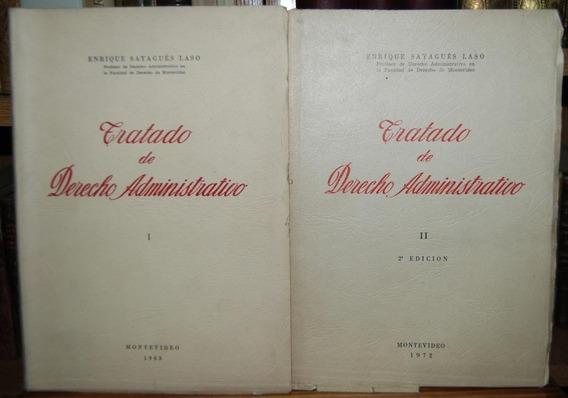 ENRIQUE SAYAGUÉS LASO
Profesor de Derecho Administrativo en
la Facultad de Derecho de Montevideo
Tratado
de
Derecho Administrativo
I
MONTEVIDEO
ENRIQUE SAYAGUÉS LASO
Profesor de Derecho Administrativo en
la Facultad de Derecho de Montevideo
Tratado
de
Derecho Administrativo
II
2ª EDICION
MONTEVIDEO
1972